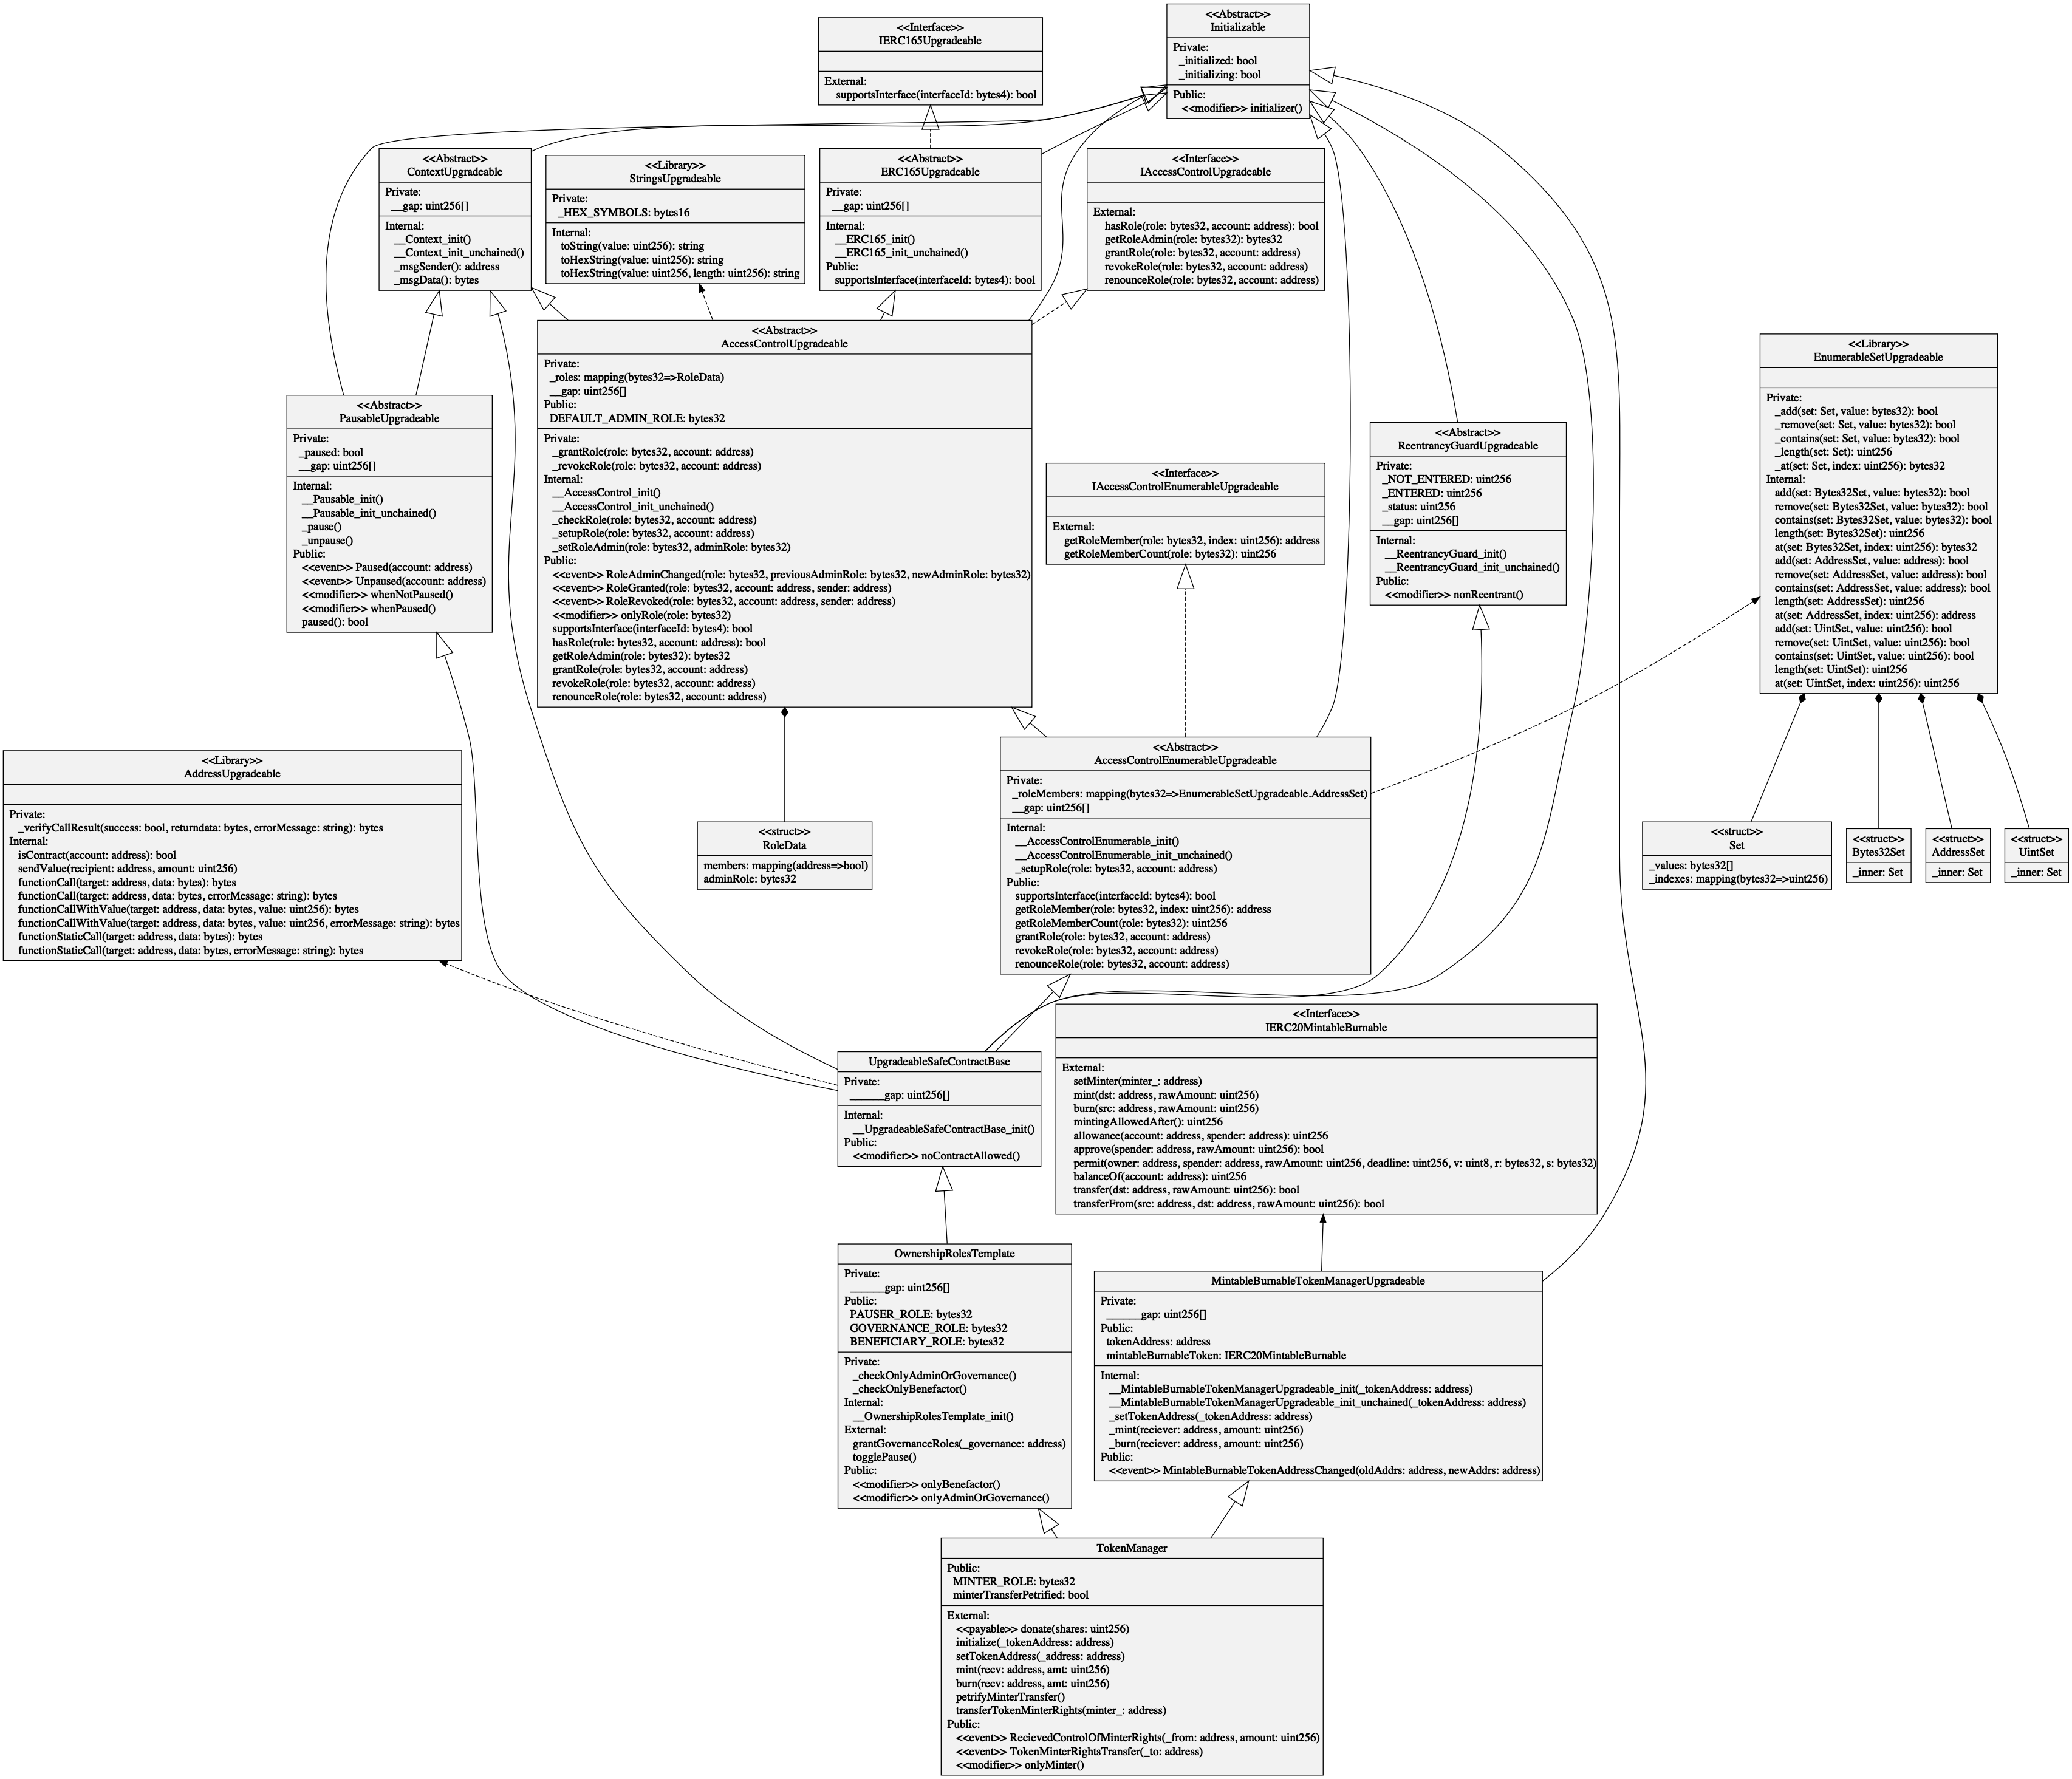 <<Interface>>
IERC165Upgradeable
External:
supportsInterface(interfaceId: bytes4): bool
<<Abstract>>
Initializable
Private:
_initialized: bool
_initializing: bool
Public:
<<modifier>> initializer()
<<Abstract>>
ContextUpgradeable
Private:
__gap: uint256[]
Internal:
__Context_init()
__Context_init_unchained()
_msgSender(): address
_msgData(): bytes
<<Library>>
StringsUpgradeable
Private:
_HEX_SYMBOLS: bytes16
Internal:
toString(value: uint256): string
toHexString(value: uint256): string
toHexString(value: uint256, length: uint256): string
<<Abstract>>
ERC165Upgradeable
Private:
__gap: uint256[]
Internal:
__ERC165_init()
__ERC165_init_unchained()
Public:
supportsInterface(interfaceId: bytes4): bool
<<Interface>>
IAccessControlUpgradeable
External:
hasRole(role: bytes32, account: address): bool
getRoleAdmin(role: bytes32): bytes32
grantRole(role: bytes32, account: address)
revokeRole(role: bytes32, account: address)
renounceRole(role: bytes32, account: address)
<<Abstract>>
AccessControlUpgradeable
Private:
_roles: mapping(bytes32=>RoleData)
__gap: uint256[]
Public:
DEFAULT_ADMIN_ROLE: bytes32
Private:
_grantRole(role: bytes32, account: address)
_revokeRole(role: bytes32, account: address)
Internal:
__AccessControl_init()
__AccessControl_init_unchained()
_checkRole(role: bytes32, account: address)
_setupRole(role: bytes32, account: address)
_setRoleAdmin(role: bytes32, adminRole: bytes32)
Public:
<<event>> RoleAdminChanged(role: bytes32, previousAdminRole: bytes32, newAdminRole: bytes32)
<<event>> RoleGranted(role: bytes32, account: address, sender: address)
<<event>> RoleRevoked(role: bytes32, account: address, sender: address)
<<modifier>> onlyRole(role: bytes32)
supportsInterface(interfaceId: bytes4): bool
hasRole(role: bytes32, account: address): bool
getRoleAdmin(role: bytes32): bytes32
grantRole(role: bytes32, account: address)
revokeRole(role: bytes32, account: address)
renounceRole(role: bytes32, account: address)
<<Abstract>>
PausableUpgradeable
Private:
_paused: bool
__gap: uint256[]
Internal:
__Pausable_init()
__Pausable_init_unchained()
_pause()
_unpause()
Public:
<<event>> Paused(account: address)
<<event>> Unpaused(account: address)
<<modifier>> whenNotPaused()
<<modifier>> whenPaused()
paused(): bool
<<Interface>>
IAccessControlEnumerableUpgradeable
External:
getRoleMember(role: bytes32, index: uint256): address
getRoleMemberCount(role: bytes32): uint256
<<Abstract>>
ReentrancyGuardUpgradeable
Private:
_NOT_ENTERED: uint256
_ENTERED: uint256
_status: uint256
__gap: uint256[]
Internal:
__ReentrancyGuard_init()
__ReentrancyGuard_init_unchained()
Public:
<<modifier>> nonReentrant()
<<Library>>
EnumerableSetUpgradeable
Private:
_add(set: Set, value: bytes32): bool
_remove(set: Set, value: bytes32): bool
_contains(set: Set, value: bytes32): bool
_length(set: Set): uint256
_at(set: Set, index: uint256): bytes32
Internal:
add(set: Bytes32Set, value: bytes32): bool
remove(set: Bytes32Set, value: bytes32): bool
contains(set: Bytes32Set, value: bytes32): bool
length(set: Bytes32Set): uint256
at(set: Bytes32Set, index: uint256): bytes32
add(set: AddressSet, value: address): bool
remove(set: AddressSet, value: address): bool
contains(set: AddressSet, value: address): bool
length(set: AddressSet): uint256
at(set: AddressSet, index: uint256): address
add(set: UintSet, value: uint256): bool
remove(set: UintSet, value: uint256): bool
contains(set: UintSet, value: uint256): bool
length(set: UintSet): uint256
at(set: UintSet, index: uint256): uint256
<<Library>>
AddressUpgradeable
Private:
_verifyCallResult(success: bool, returndata: bytes, errorMessage: string): bytes
Internal:
isContract(account: address): bool
sendValue(recipient: address, amount: uint256)
functionCall(target: address, data: bytes): bytes
functionCall(target: address, data: bytes, errorMessage: string): bytes
functionCallWithValue(target: address, data: bytes, value: uint256): bytes
functionCallWithValue(target: address, data: bytes, value: uint256, errorMessage: string): bytes
functionStaticCall(target: address, data: bytes): bytes
functionStaticCall(target: address, data: bytes, errorMessage: string): bytes
<<struct>>
RoleData
members: mapping(address=>bool)
adminRole: bytes32
<<Abstract>>
AccessControlEnumerableUpgradeable
Private:
_roleMembers: mapping(bytes32=>EnumerableSetUpgradeable.AddressSet)
__gap: uint256[]
Internal:
__AccessControlEnumerable_init()
__AccessControlEnumerable_init_unchained()
_setupRole(role: bytes32, account: address)
Public:
supportsInterface(interfaceId: bytes4): bool
getRoleMember(role: bytes32, index: uint256): address
getRoleMemberCount(role: bytes32): uint256
grantRole(role: bytes32, account: address)
revokeRole(role: bytes32, account: address)
renounceRole(role: bytes32, account: address)
<<struct>>
Set
_values: bytes32[]
_indexes: mapping(bytes32=>uint256)
<<struct>>
Bytes32Set
_inner: Set
<<struct>>
AddressSet
_inner: Set
<<struct>>
UintSet
_inner: Set
UpgradeableSafeContractBase
Private:
______gap: uint256[]
Internal:
__UpgradeableSafeContractBase_init()
Public:
<<modifier>> noContractAllowed()
<<Interface>>
IERC20MintableBurnable
External:
setMinter(minter_: address)
mint(dst: address, rawAmount: uint256)
burn(src: address, rawAmount: uint256)
mintingAllowedAfter(): uint256
allowance(account: address, spender: address): uint256
approve(spender: address, rawAmount: uint256): bool
permit(owner: address, spender: address, rawAmount: uint256, deadline: uint256, v: uint8, r: bytes32, s: bytes32)
balanceOf(account: address): uint256
transfer(dst: address, rawAmount: uint256): bool
transferFrom(src: address, dst: address, rawAmount: uint256): bool
OwnershipRolesTemplate
Private:
______gap: uint256[]
Public:
PAUSER_ROLE: bytes32
GOVERNANCE_ROLE: bytes32
BENEFICIARY_ROLE: bytes32
Private:
_checkOnlyAdminOrGovernance()
_checkOnlyBenefactor()
Internal:
__OwnershipRolesTemplate_init()
External:
grantGovernanceRoles(_governance: address)
togglePause()
Public:
<<modifier>> onlyBenefactor()
<<modifier>> onlyAdminOrGovernance()
MintableBurnableTokenManagerUpgradeable
Private:
______gap: uint256[]
Public:
tokenAddress: address
mintableBurnableToken: IERC20MintableBurnable
Internal:
__MintableBurnableTokenManagerUpgradeable_init(_tokenAddress: address)
__MintableBurnableTokenManagerUpgradeable_init_unchained(_tokenAddress: address)
_setTokenAddress(_tokenAddress: address)
_mint(reciever: address, amount: uint256)
_burn(reciever: address, amount: uint256)
Public:
<<event>> MintableBurnableTokenAddressChanged(oldAddrs: address, newAddrs: address)
TokenManager
Public:
MINTER_ROLE: bytes32
minterTransferPetrified: bool
External:
<<payable>> donate(shares: uint256)
initialize(_tokenAddress: address)
setTokenAddress(_address: address)
mint(recv: address, amt: uint256)
burn(recv: address, amt: uint256)
petrifyMinterTransfer()
transferTokenMinterRights(minter_: address)
Public:
<<event>> RecievedControlOfMinterRights(_from: address, amount: uint256)
<<event>> TokenMinterRightsTransfer(_to: address)
<<modifier>> onlyMinter()